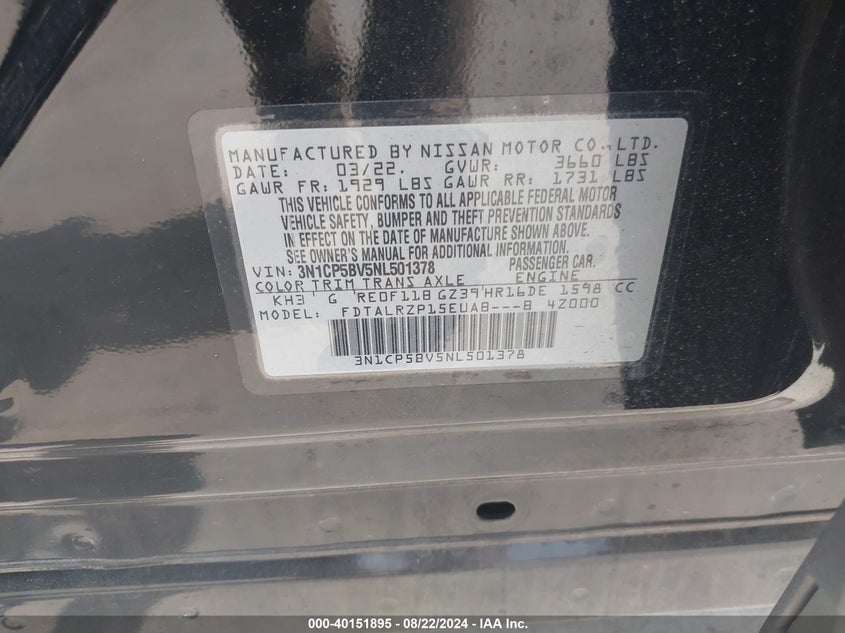 MANUFACTURED BY NISSAN MOTOR CO.,LTD.
DATE: 03/22. GVWR: 3660 LBS
GAWR FR: 1929 LBS GAWR RR: 1731 LBS
THIS VEHICLE CONFORMS TO ALL APPLICABLE FEDERAL MOTOR
VEHICLE SAFETY, BUMPER AND THEFT PREVENTION STANDARDS
IN EFFECT ON THE DATE OF MANUFACTURE SHOWN ABOVE.
SEE OWNER'S MANUAL FOR ADDITIONAL INFORMATION.
VIN: 3N1CP5BV5NL501378 PASSENGER CAR.
COLOR TRIM TRANS AXLE ENGINE
KH3 G RE0F11B GZ39 HR16DE 1598 CC
MODEL: FDTALRZP15EUA8---B 4Z000
3N1CP5BV5NL501378
000-40151895 - 08/22/2024 - IAA Inc.